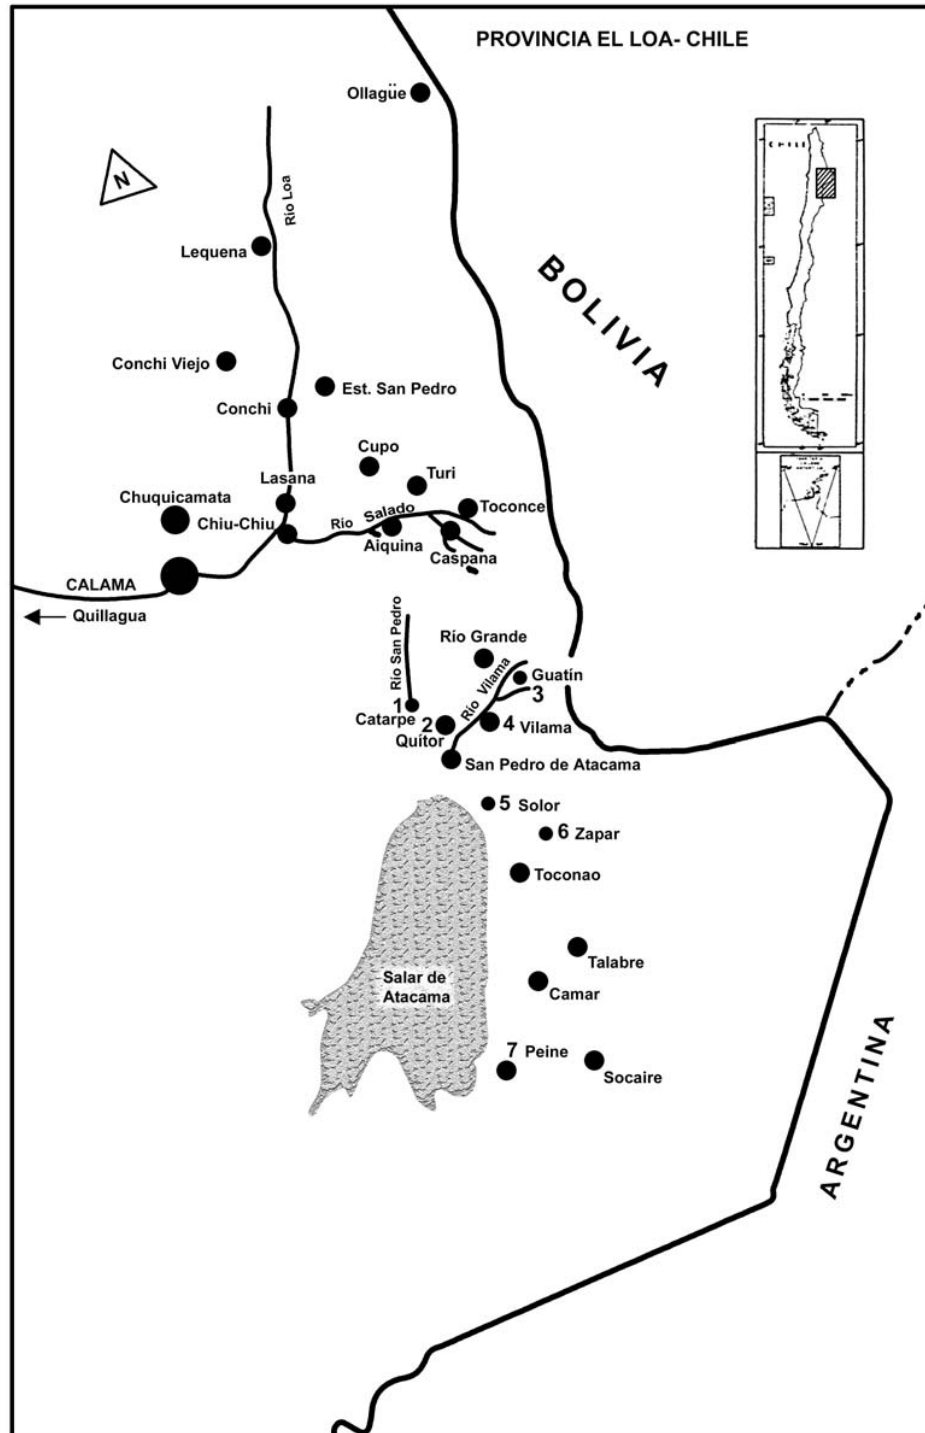 PROVINCIA EL LOA- CHILE
Ollagüe
CHILE
N
Río Loa
Lequena
BOLIVIA
Conchi Viejo
Est. San Pedro
Conchi
Cupo
Lasana
Turi
Chuquicamata
Toconce
Río Salado
Chiu-Chiu
Aiquina
Caspana
CALAMA
Quillagua
Río San Pedro
Río Grande
Río Vilama
Guatín
3
1
Catarpe
2
Quitor
4 Vilama
San Pedro de Atacama
5 Solor
6 Zapar
Toconao
Talabre
Salar de
Atacama
Camar
7 Peine
Socaire
ARGENTINA